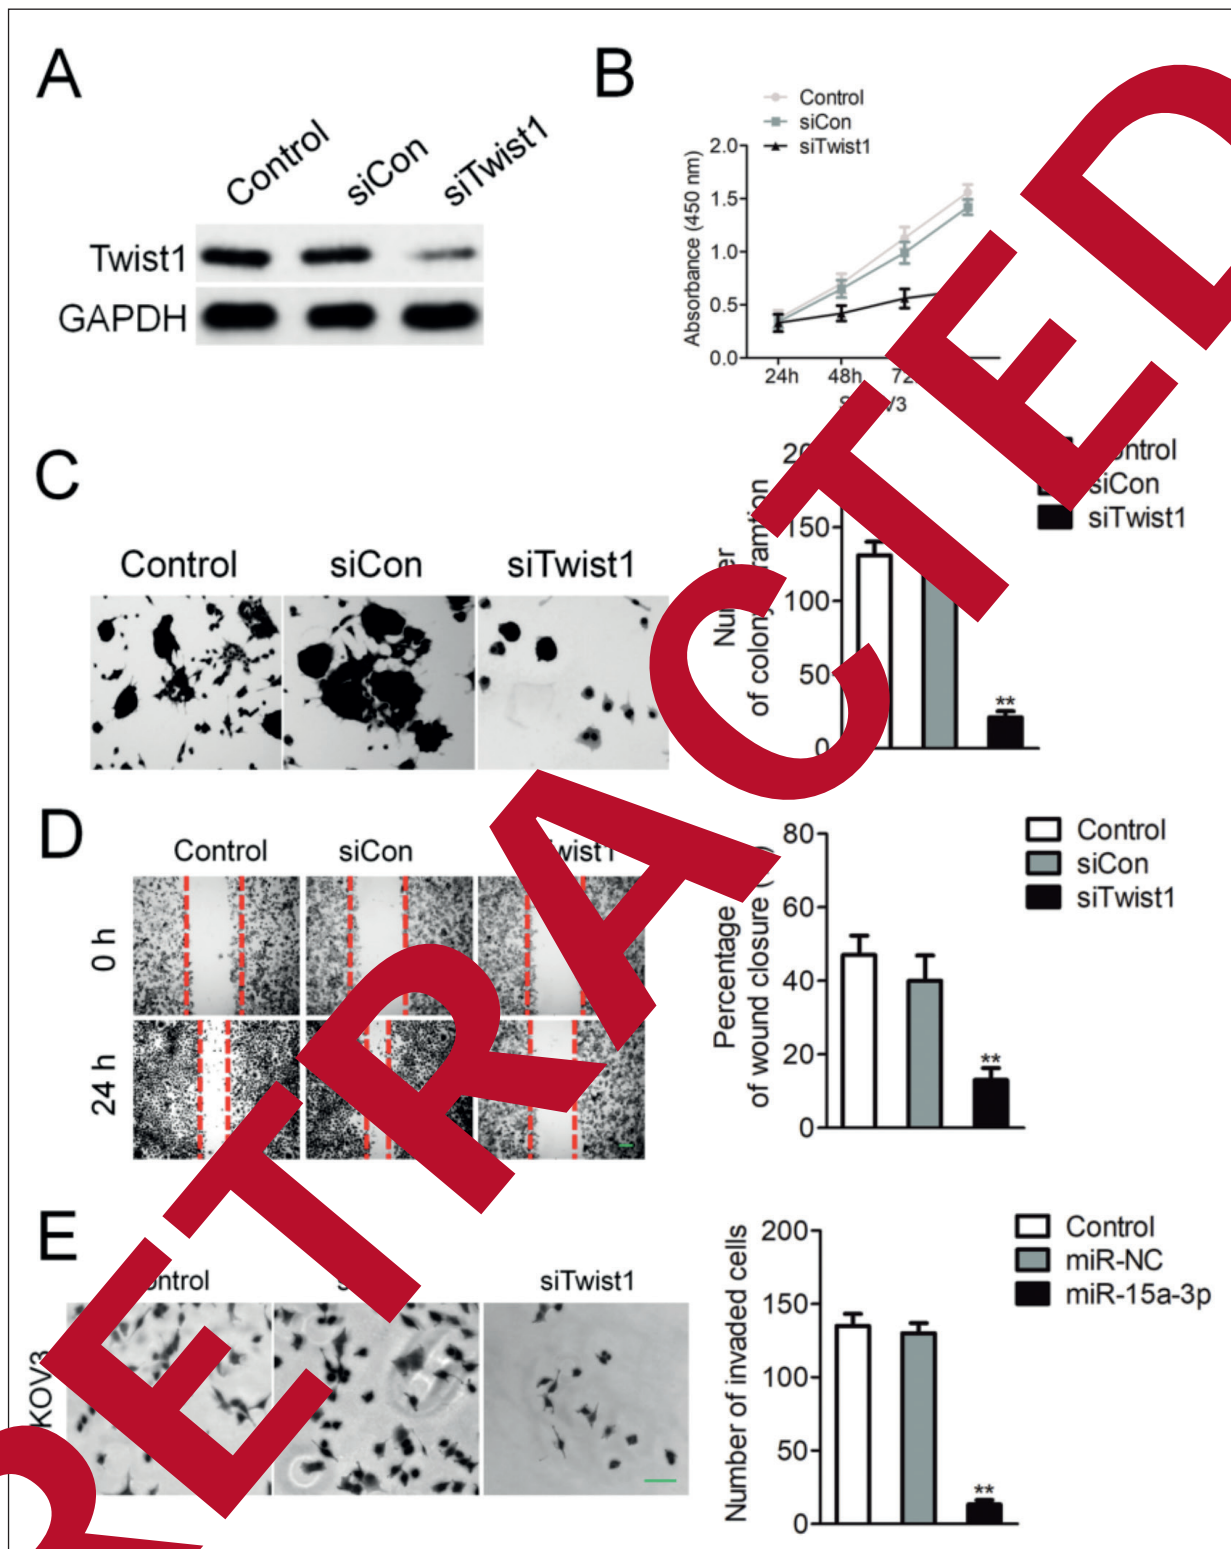 A
Control
siCon
siTwist1
Twist1
GAPDH
B
Control
siCon
siTwist1
Absorbance (450 nm)
2.0
1.5
1.0
0.5
0.0
24h
48h
C
Control
siCon
siTwist1
siCon
siTwist1
of colony
150
100
50
0
**
D
Control
siCon
0 h
24 h
Control
siCon
siTwist1
Percentage
of wound closure
80
60
40
20
0
**
E
siTwist1
Control
miR-NC
miR-15a-3p
Number of invaded cells
200
150
100
50
0
**
RETRACTED